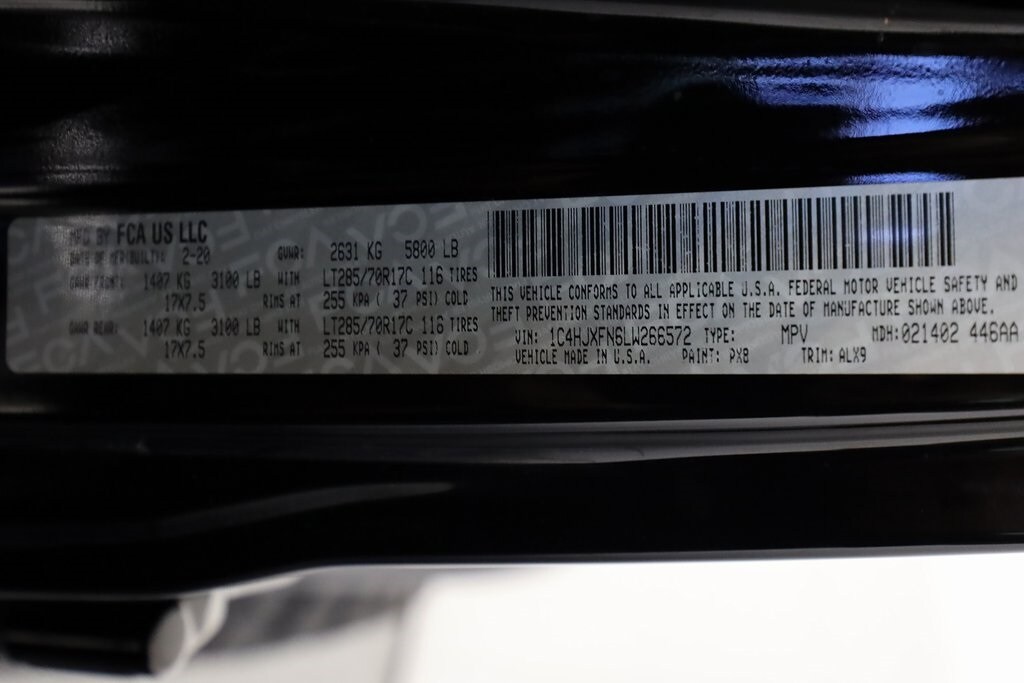 MFD BY FCA US LLC
DATE OF MFR(BUILT): 2-20 GVWR: 2631 KG 5800 LB
GAWR FRONT: 1407 KG 3100 LB WITH LT285/70R17C 116 TIRES
17X7.5 RIMS AT 255 KPA ( 37 PSI) COLD
GAWR REAR: 1407 KG 3100 LB WITH LT285/70R17C 116 TIRES
17X7.5 RIMS AT 255 KPA ( 37 PSI) COLD
THIS VEHICLE CONFORMS TO ALL APPLICABLE U.S.A. FEDERAL MOTOR VEHICLE SAFETY AND
THEFT PREVENTION STANDARDS IN EFFECT ON THE DATE OF MANUFACTURE SHOWN ABOVE.
VIN: 1C4HJXFN6LW266572 TYPE: MPV MDH:021402 446AA
VEHICLE MADE IN U.S.A. PAINT: PX8 TRIM: ALX9